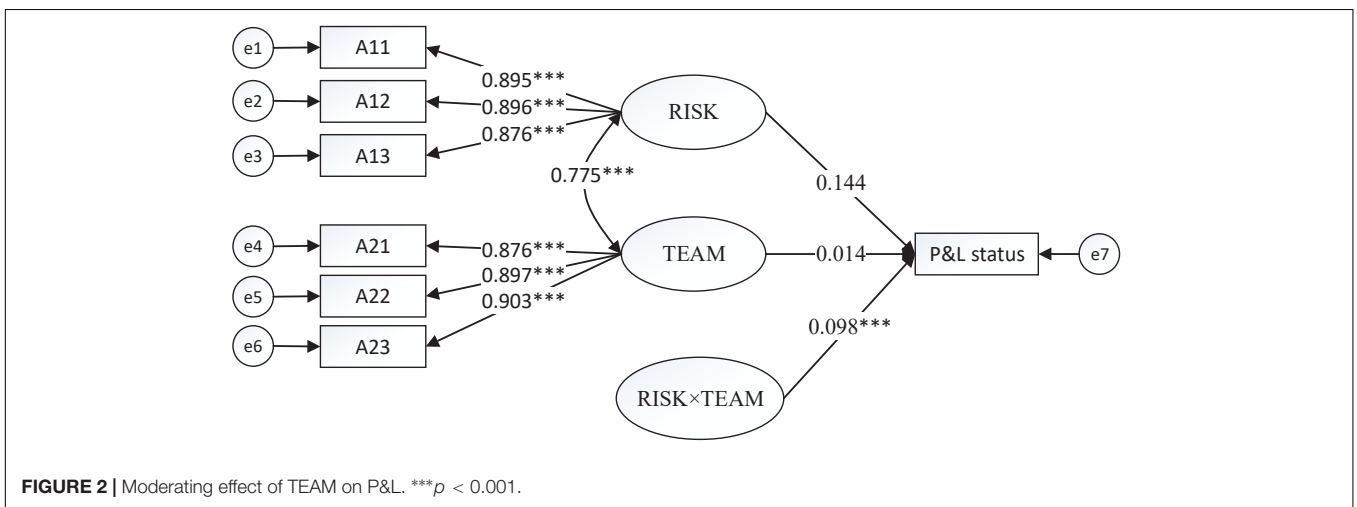 e1
A11
0.895***
e2
A12
0.896***
RISK
e3
A13
0.876***
0.775***
0.144
e4
A21
0.876***
TEAM
0.014
P&L status
e7
e5
A22
0.897***
e6
A23
0.903***
0.098***
RISK×TEAM
FIGURE 2 | Moderating effect of TEAM on P&L. ***p < 0.001.